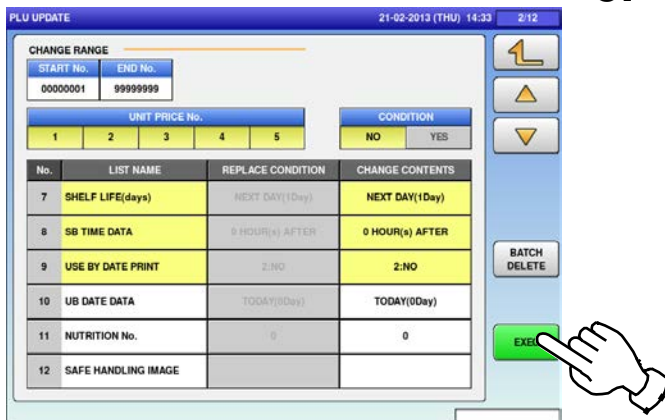 PLU UPDATE 21-02-2013 (THU) 14:33 2/12
CHANGE RANGE
START No. END No.
00000001 99999999
UNIT PRICE No. CONDITION
1 2 3 4 5 NO YES
No. LIST NAME REPLACE CONDITION CHANGE CONTENTS
7 SHELF LIFE(days) NEXT DAY(1Day) NEXT DAY(1Day)
8 SB TIME DATA 0 HOUR(s) AFTER 0 HOUR(s) AFTER
9 USE BY DATE PRINT 2:NO 2:NO
BATCH
DELETE
10 UB DATE DATA TODAY(0Day) TODAY(0Day)
11 NUTRITION No. 0 0
12 SAFE HANDLING IMAGE